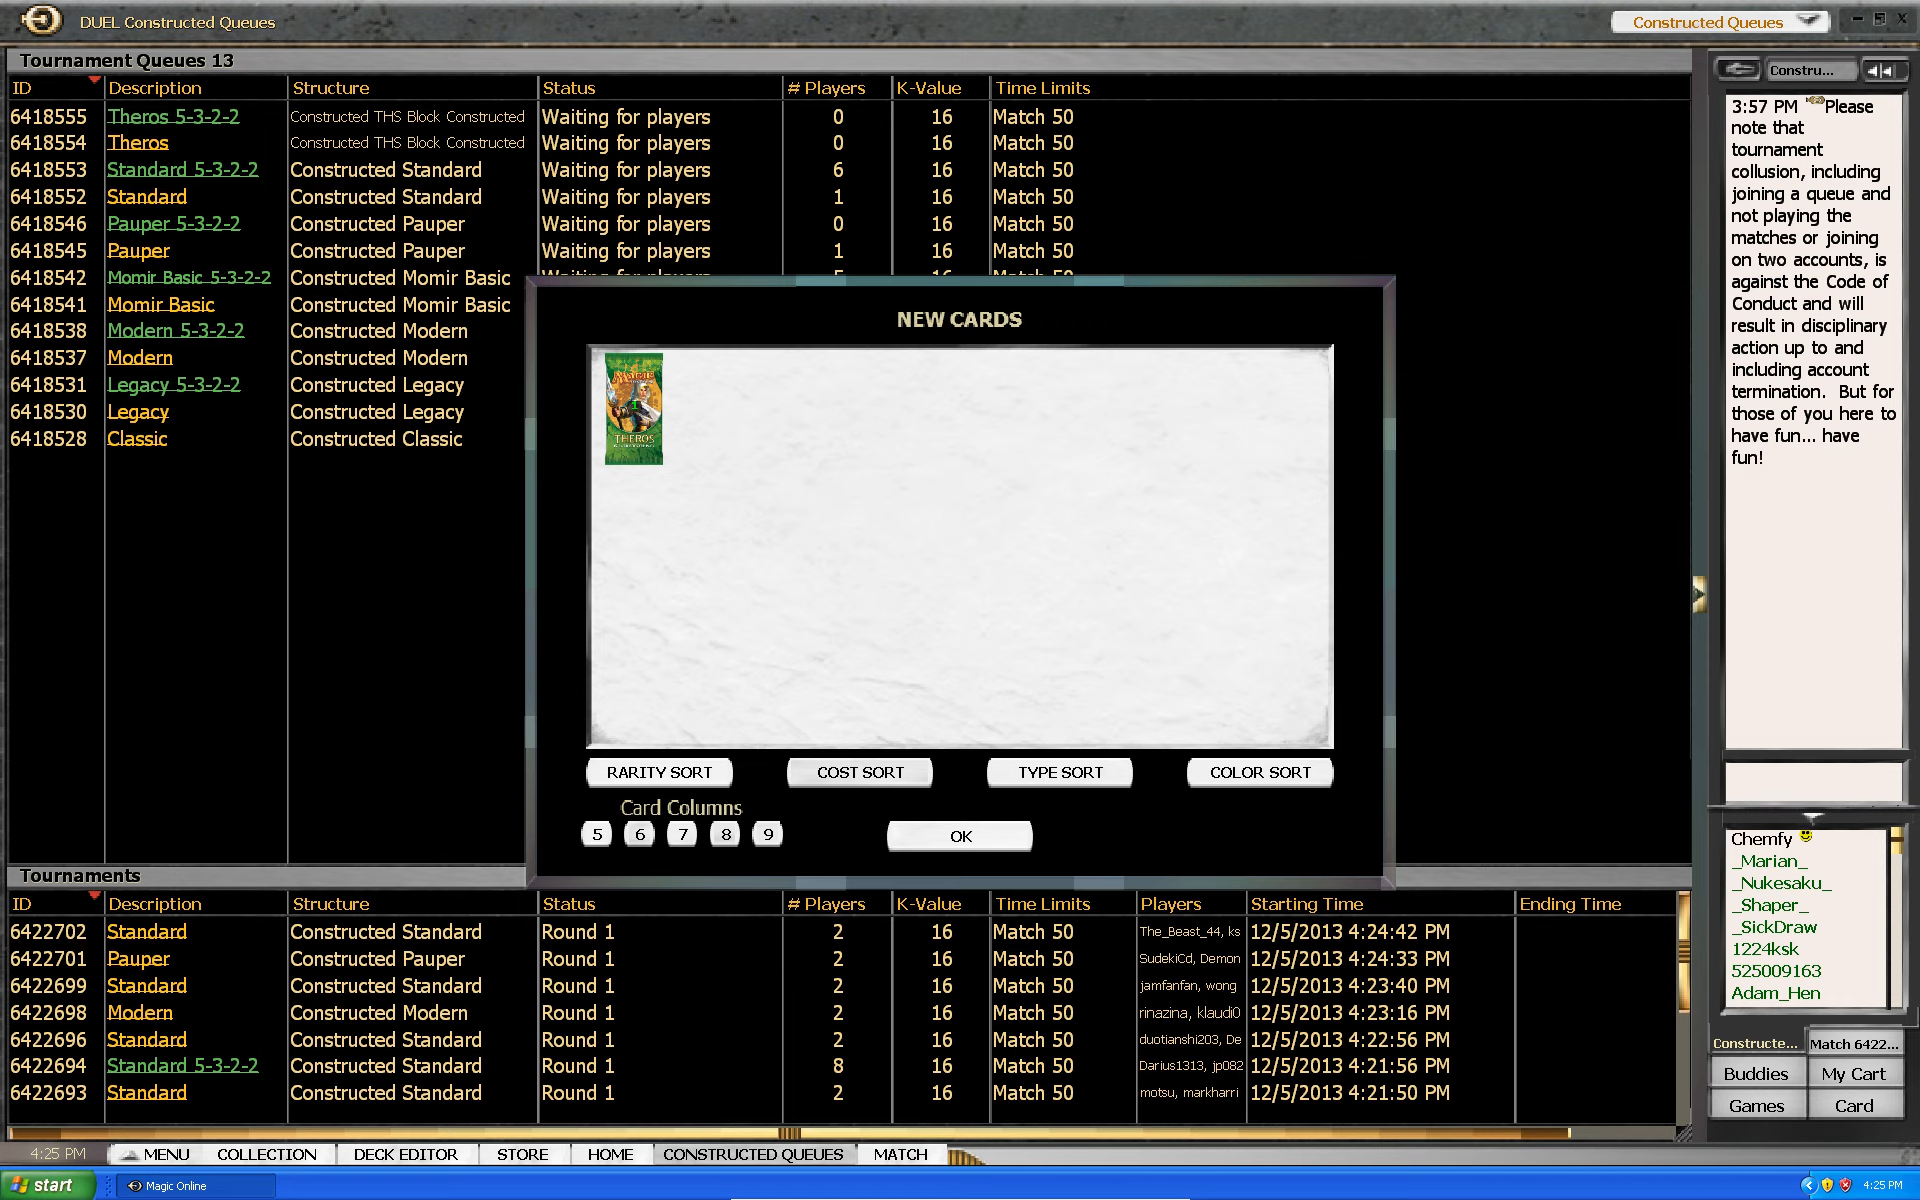 DUEL Constructed Queues
Constructed Queues
Tournament Queues 13
ID Description Structure Status # Players K-Value Time Limits
6418555 Theros 5-3-2-2 Constructed THS Block Constructed Waiting for players 0 16 Match 50
6418554 Theros Constructed THS Block Constructed Waiting for players 0 16 Match 50
6418553 Standard 5-3-2-2 Constructed Standard Waiting for players 6 16 Match 50
6418552 Standard Constructed Standard Waiting for players 1 16 Match 50
6418546 Pauper 5-3-2-2 Constructed Pauper Waiting for players 0 16 Match 50
6418545 Pauper Constructed Pauper Waiting for players 1 16 Match 50
6418542 Momir Basic 5-3-2-2 Constructed Momir Basic Waiting for players 5 16 Match 50
6418541 Momir Basic Constructed Momir Basic
6418538 Modern 5-3-2-2 Constructed Modern
6418537 Modern Constructed Modern
6418531 Legacy 5-3-2-2 Constructed Legacy
6418530 Legacy Constructed Legacy
6418528 Classic Constructed Classic
NEW CARDS
MAGIC
1
THEROS
RARITY SORT COST SORT TYPE SORT COLOR SORT
Card Columns
5 6 7 8 9
OK
Tournaments
ID Description Structure Status # Players K-Value Time Limits Players Starting Time Ending Time
6422702 Standard Constructed Standard Round 1 2 16 Match 50 The_Beast_44, ks 12/5/2013 4:24:42 PM
6422701 Pauper Constructed Pauper Round 1 2 16 Match 50 SudekiCd, Demon 12/5/2013 4:24:33 PM
6422699 Standard Constructed Standard Round 1 2 16 Match 50 jamfanfan, wong 12/5/2013 4:23:40 PM
6422698 Modern Constructed Modern Round 1 2 16 Match 50 rinazina, klaudi0 12/5/2013 4:23:16 PM
6422696 Standard Constructed Standard Round 1 2 16 Match 50 duotianshi203, De 12/5/2013 4:22:56 PM
6422694 Standard 5-3-2-2 Constructed Standard Round 1 8 16 Match 50 Darius1313, jp082 12/5/2013 4:21:56 PM
6422693 Standard Constructed Standard Round 1 2 16 Match 50 motsu, markharri 12/5/2013 4:21:50 PM
Constru...
3:57 PM Please
note that
tournament
collusion, including
joining a queue and
not playing the
matches or joining
on two accounts, is
against the Code of
Conduct and will
result in disciplinary
action up to and
including account
termination. But for
those of you here to
have fun... have
fun!
Chemfy
_Marian_
_Nukesaku_
_Shaper_
_SickDraw
1224ksk
525009163
Adam_Hen
Constructe... Match 6422...
Buddies My Cart
Games Card
4:25 PM MENU COLLECTION DECK EDITOR STORE HOME CONSTRUCTED QUEUES MATCH
start Magic Online 4:25 PM